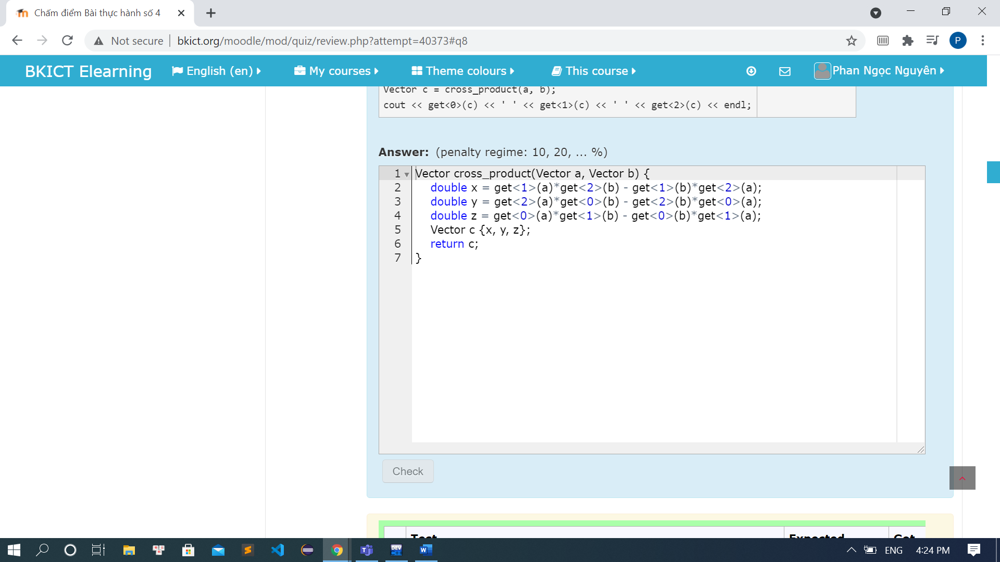 Chấm điểm Bài thực hành số 4
Not secure
bkict.org/moodle/mod/quiz/review.php?attempt=40373#q8
P
BKICT Elearning
English (en)
My courses
Theme colours
This course
Phan Ngọc Nguyên
Vector c = cross_product(a, b);
cout << get<0>(c) << ' ' << get<1>(c) << ' ' << get<2>(c) << endl;
Answer: (penalty regime: 10, 20, ... %)
1 Vector cross_product(Vector a, Vector b) {
2 double x = get<1>(a)*get<2>(b) - get<1>(b)*get<2>(a);
3 double y = get<2>(a)*get<0>(b) - get<2>(b)*get<0>(a);
4 double z = get<0>(a)*get<1>(b) - get<0>(b)*get<1>(a);
5 Vector c {x, y, z};
6 return c;
7 }
Check
Test Expected Got
DEV
ENG
4:24 PM